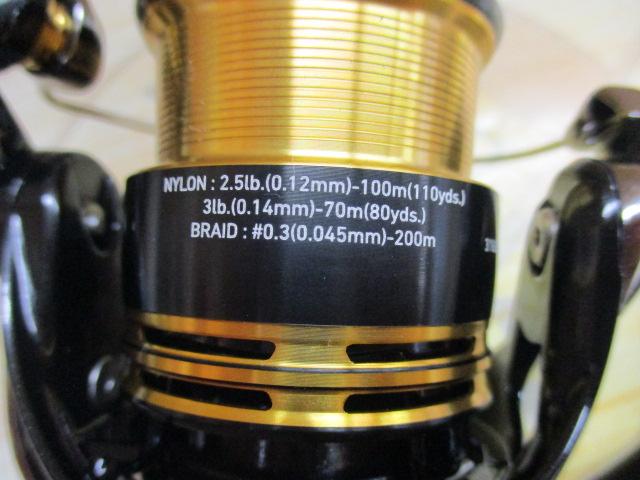 NYLON : 2.5lb.(0.12mm)-100m(110yds.)
3lb.(0.14mm)-70m(80yds.)
BRAID : #0.3(0.045mm)-200m